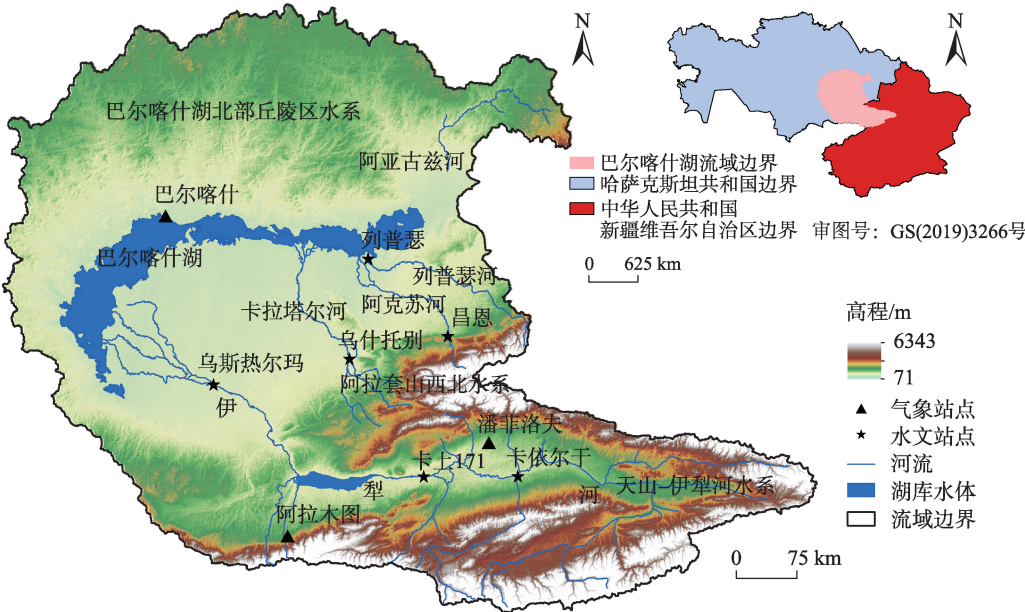 N
N
巴尔喀什湖北部丘陵区水系
阿亚古兹河
巴尔喀什湖流域边界
哈萨克斯坦共和国边界
中华人民共和国
新疆维吾尔自治区边界 审图号：GS(2019)3266号
0 625 km
巴尔喀什
巴尔喀什湖
列普瑟
列普瑟河
阿克苏河
卡拉塔尔河
昌恩
乌什托别
乌斯热尔玛
阿拉套山西北水系
伊
潘菲洛夫
卡上171
卡依尔干
犁
河
天山-伊犁河水系
阿拉木图
高程/m
6343
71
气象站点
水文站点
河流
湖库水体
流域边界
0 75 km